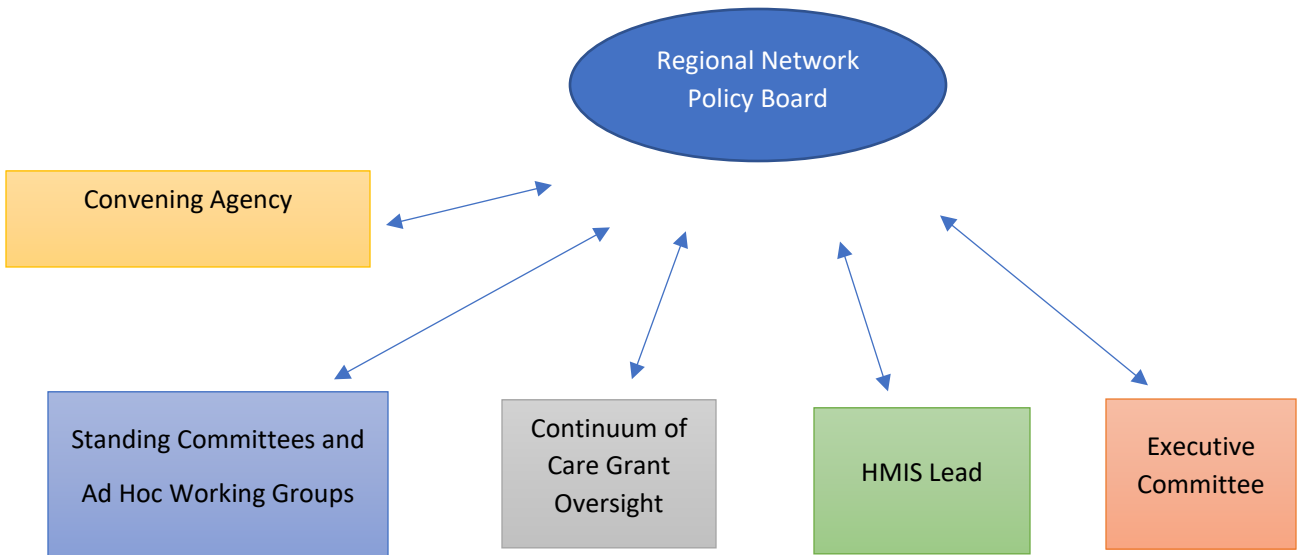 Regional Network
Policy Board
Convening Agency
Standing Committees and
Ad Hoc Working Groups
Continuum of
Care Grant
Oversight
HMIS Lead
Executive
Committee